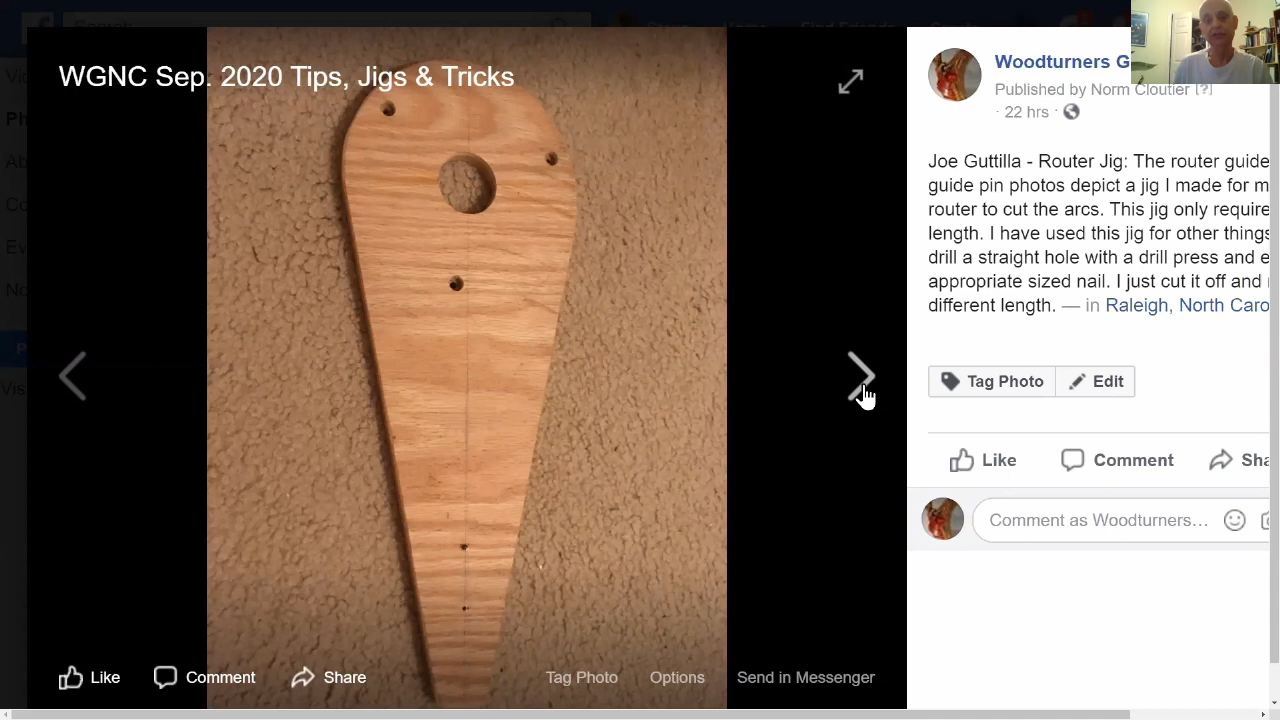 Search
WGNC Sep. 2020 Tips, Jigs & Tricks
Woodturners G
Published by Norm Cloutier [?]
· 22 hrs ·
Joe Guttilla - Router Jig: The router guide
guide pin photos depict a jig I made for m
router to cut the arcs. This jig only require
length. I have used this jig for other things
drill a straight hole with a drill press and e
appropriate sized nail. I just cut it off and
different length. — in Raleigh, North Caro
Tag Photo Edit
Like Comment Sha
Comment as Woodturners...
Like Comment Share Tag Photo Options Send in Messenger